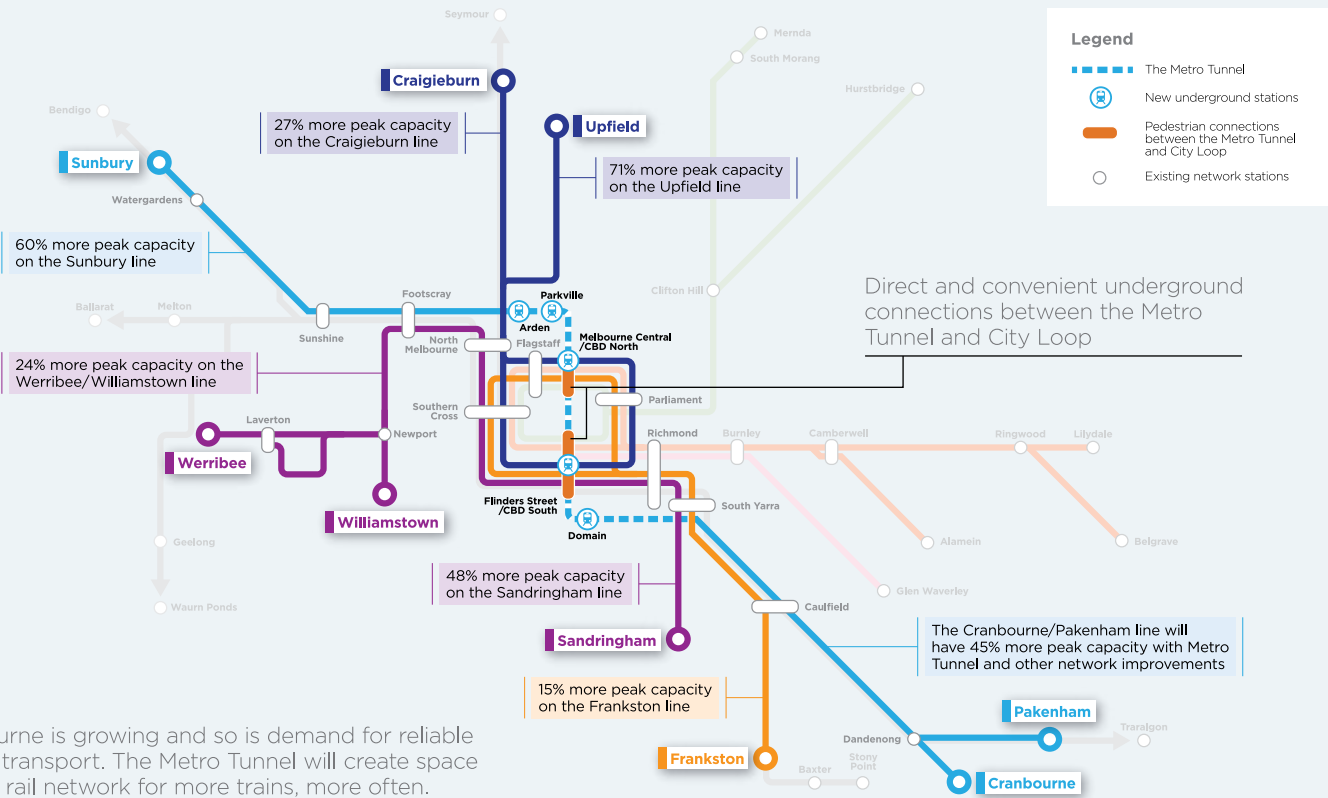 Seymour
Mernda
South Morang
Hurstbridge
Legend
The Metro Tunnel
New underground stations
Pedestrian connections
between the Metro Tunnel
and City Loop
Existing network stations
Craigieburn
27% more peak capacity
on the Craigieburn line
Upfield
71% more peak capacity
on the Upfield line
Bendigo
Sunbury
Watergardens
60% more peak capacity
on the Sunbury line
Ballarat
Melton
Sunshine
Footscray
Parkville
Arden
Clifton Hill
Direct and convenient underground
connections between the Metro
Tunnel and City Loop
North
Melbourne
Flagstaff
Melbourne Central
/CBD North
24% more peak capacity on the
Werribee/Williamstown line
Southern
Cross
Parliament
Laverton
Newport
Richmond
Burnley
Camberwell
Ringwood
Lilydale
Werribee
Williamstown
Flinders Street
/CBD South
South Yarra
Domain
Geelong
Alamein
Belgrave
Waurn Ponds
Glen Waverley
48% more peak capacity
on the Sandringham line
Caulfield
Sandringham
The Cranbourne/Pakenham line will
have 45% more peak capacity with Metro
Tunnel and other network improvements
15% more peak capacity
on the Frankston line
Pakenham
Traralgon
Dandenong
Frankston
Baxter
Stony
Point
Cranbourne
urne is growing and so is demand for reliable
transport. The Metro Tunnel will create space
rail network for more trains, more often.